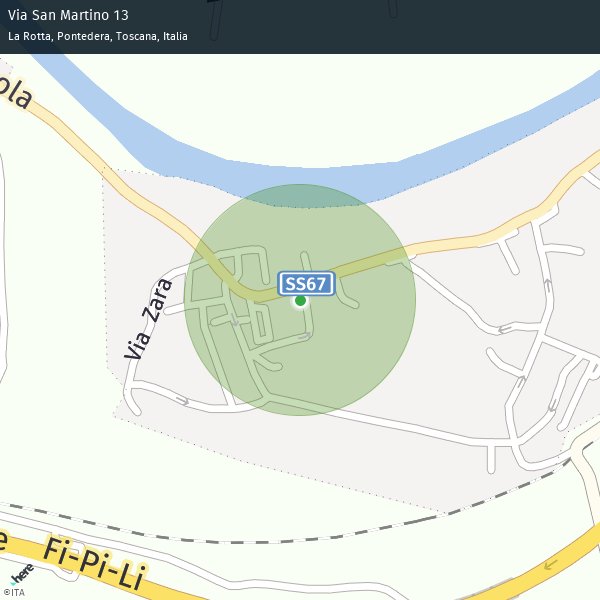 Via San Martino 13
La Rotta, Pontedera, Toscana, Italia
ola
SS67
Via Zara
e Fi-Pi-Li
here
©ITA